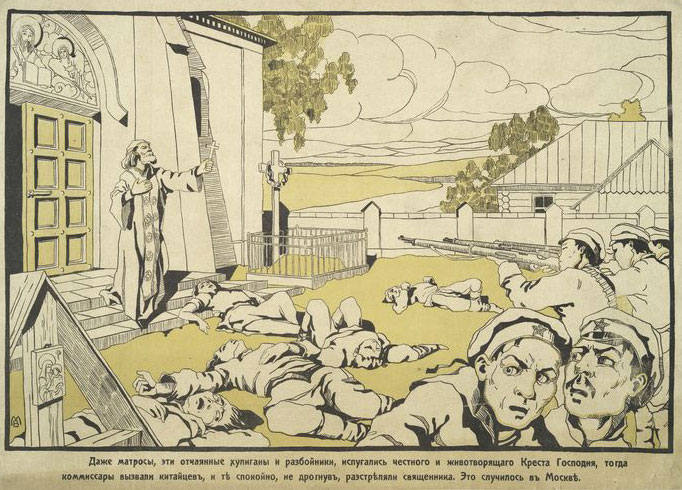 Даже матросы, эти отчаянные хулиганы и разбойники, испугались честного и животворящаго Креста Господня, тогда
комиссары вызвали китайцевъ, и тѣ спокойно, не дрогнувъ, разстрѣляли священника. Это случилось въ Москвѣ.